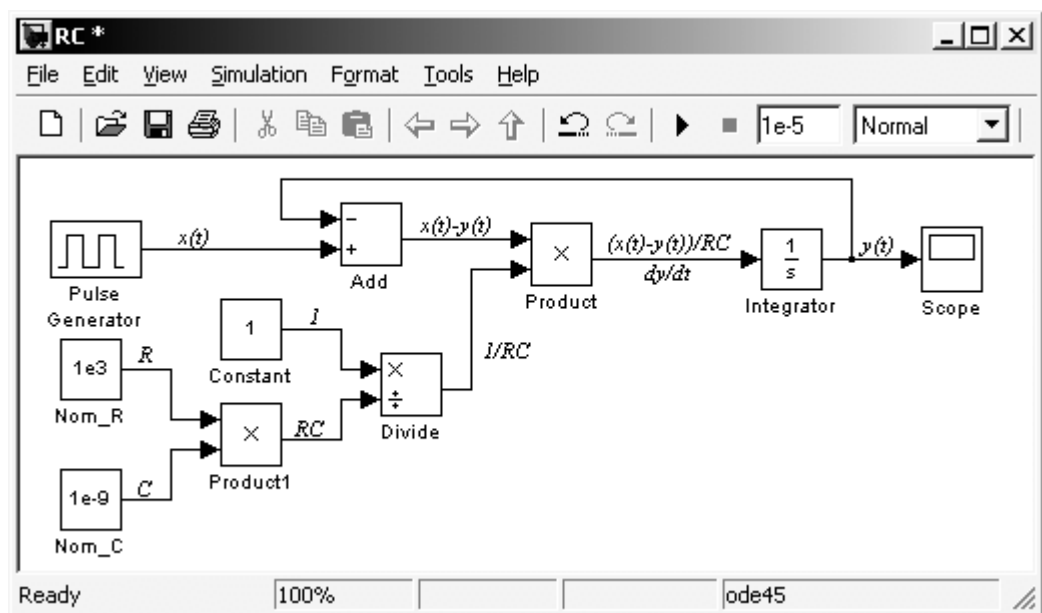 RC *
File Edit View Simulation Format Tools Help
1e-5 Normal
x(t)
x(t)-y(t)
(x(t)-y(t))/RC
dy/dt
y(t)
− +
Add
×
Product
1
s
Integrator
Scope
Pulse
Generator
1
Constant
1
1/RC
1e3
Nom_R
R
×
÷
Divide
×
Product1
RC
1e-9
Nom_C
C
Ready 100% ode45